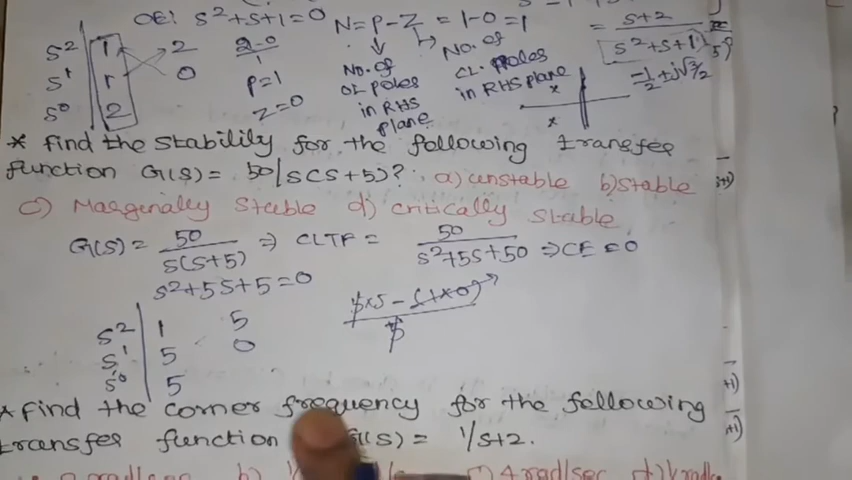 OE: s²+s+1=0 N=P-Z = 1-0=1 = s+2 / s²+s+1
s² | 1 2 2-0/1 No. of No. of -1/2+j√3/2
s¹ | 1 0 P=1 OL poles CL. poles
s⁰ | 2 Z=0 in RHS in RHS plane
plane
* find the stability for the following transfer
function G(s)= 50/s(s+5)? a) unstable b) stable
c) Marginally stable d) critically stable
G(s)= 50/s(s+5) ⇒ CLTF = 50/s²+5s+50 ⇒ CE=0
s²+5s+5=0
s² | 1 5
s¹ | 5 0
s⁰ | 5
* find the corner frequency for the following
transfer function G(s) = 1/s+2.
b) c) 4 rad/sec d)